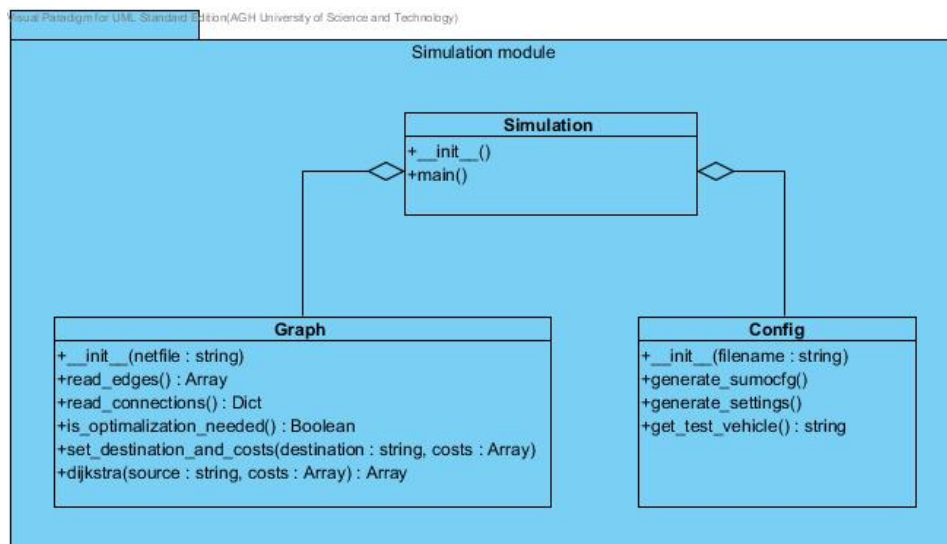 Visual Paradigm for UML Standard Edition(AGH University of Science and Technology)
Simulation module
Simulation
+__init__()
+main()
Graph
+__init__(netfile : string)
+read_edges() : Array
+read_connections() : Dict
+is_optimalization_needed() : Boolean
+set_destination_and_costs(destination : string, costs : Array)
+dijkstra(source : string, costs : Array) : Array
Config
+__init__(filename : string)
+generate_sumocfg()
+generate_settings()
+get_test_vehicle() : string